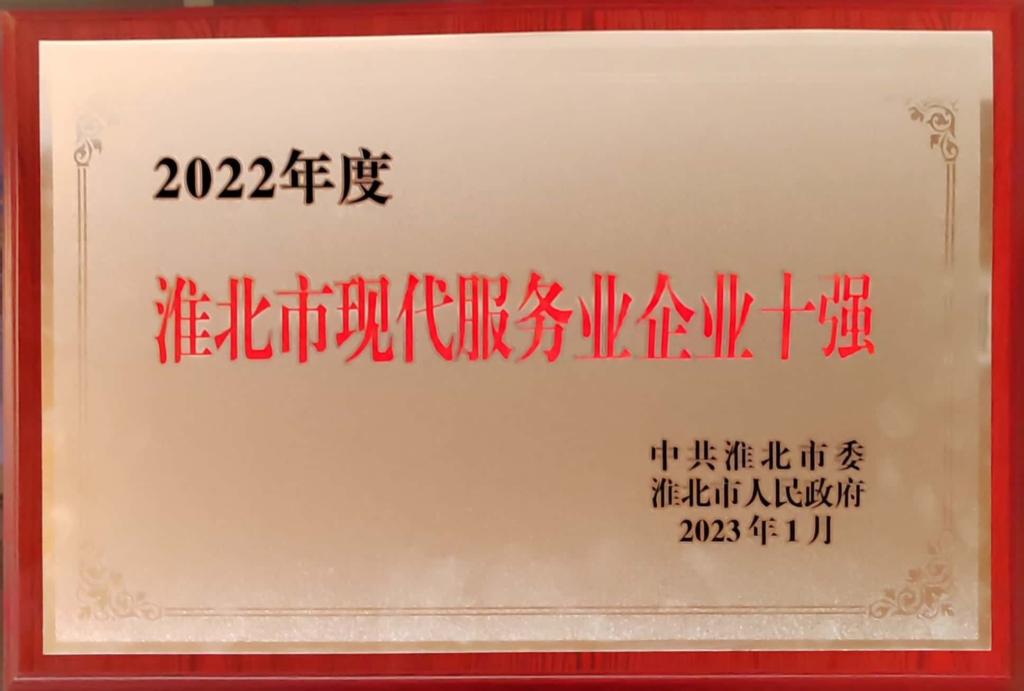 2022年度
淮北市现代服务业企业十强
中共淮北市委
淮北市人民政府
2023年1月